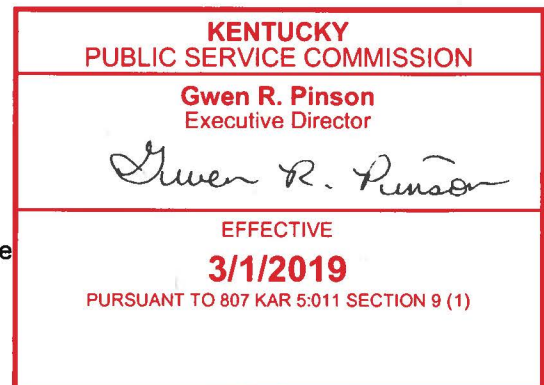 KENTUCKY
PUBLIC SERVICE COMMISSION
Gwen R. Pinson
Executive Director
Gwen R. Pinson
EFFECTIVE
e
3/1/2019
PURSUANT TO 807 KAR 5:011 SECTION 9 (1)